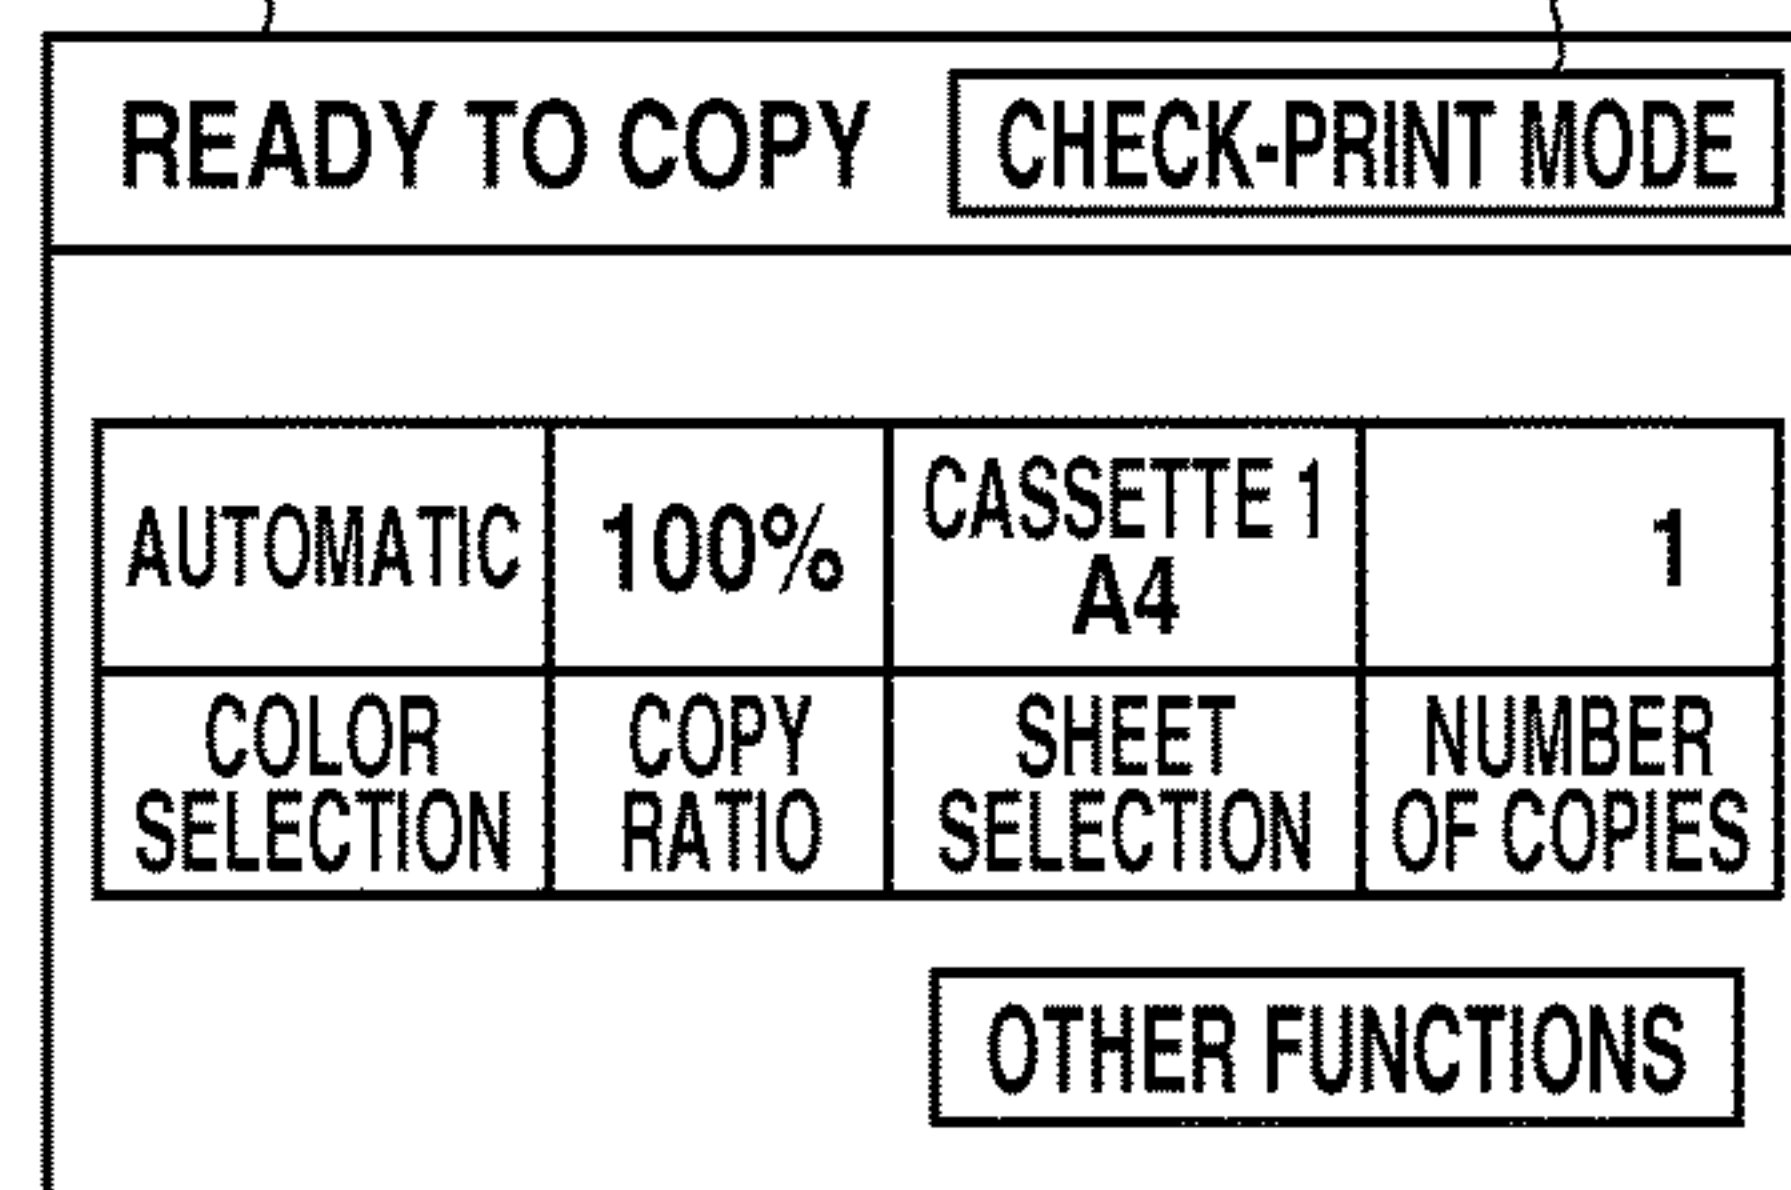 READY TO COPY CHECK-PRINT MODE
AUTOMATIC 100% CASSETTE 1 1
A4
COLOR COPY SHEET NUMBER
SELECTION RATIO SELECTION OF COPIES
OTHER FUNCTIONS